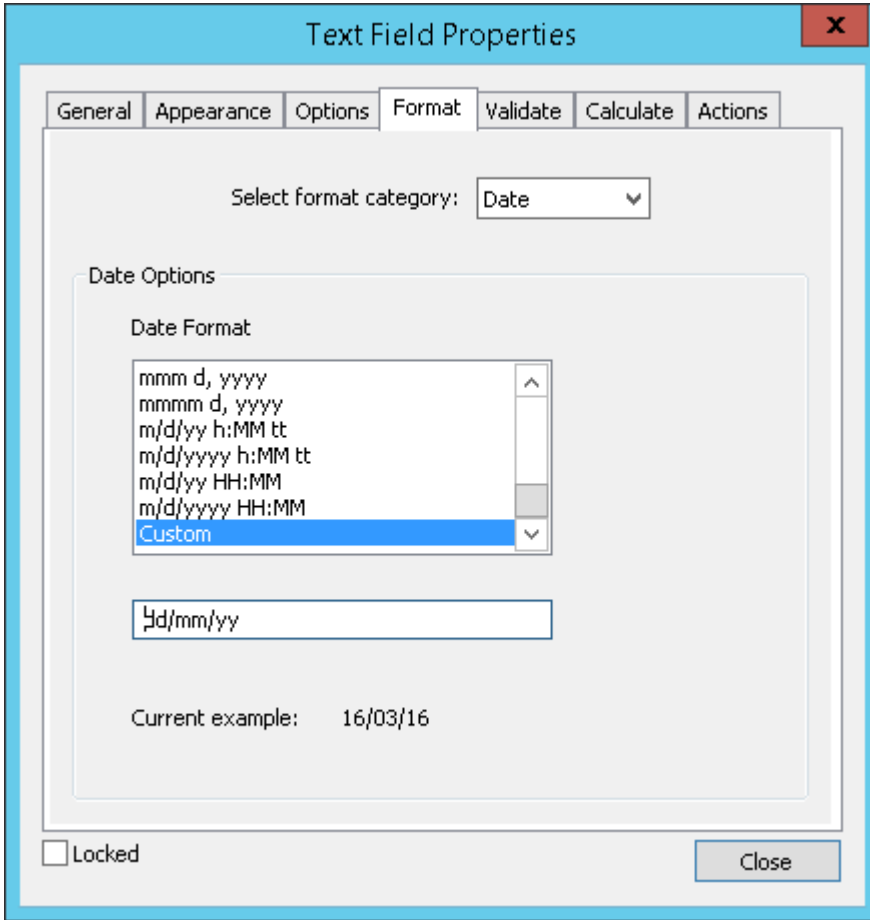 Text Field Properties
x
General Appearance Options Format Validate Calculate Actions
Select format category: Date
Date Options
Date Format
mmm d, yyyy
mmmm d, yyyy
m/d/yy h:MM tt
m/d/yyyy h:MM tt
m/d/yy HH:MM
m/d/yyyy HH:MM
Custom
dd/mm/yy
Current example: 16/03/16
Locked
Close